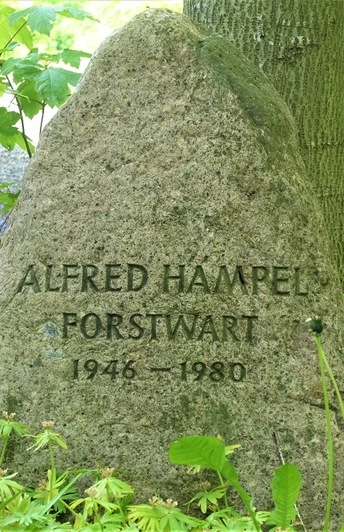 ALFRED HAMPEL
FORSTWART
1946 – 1980